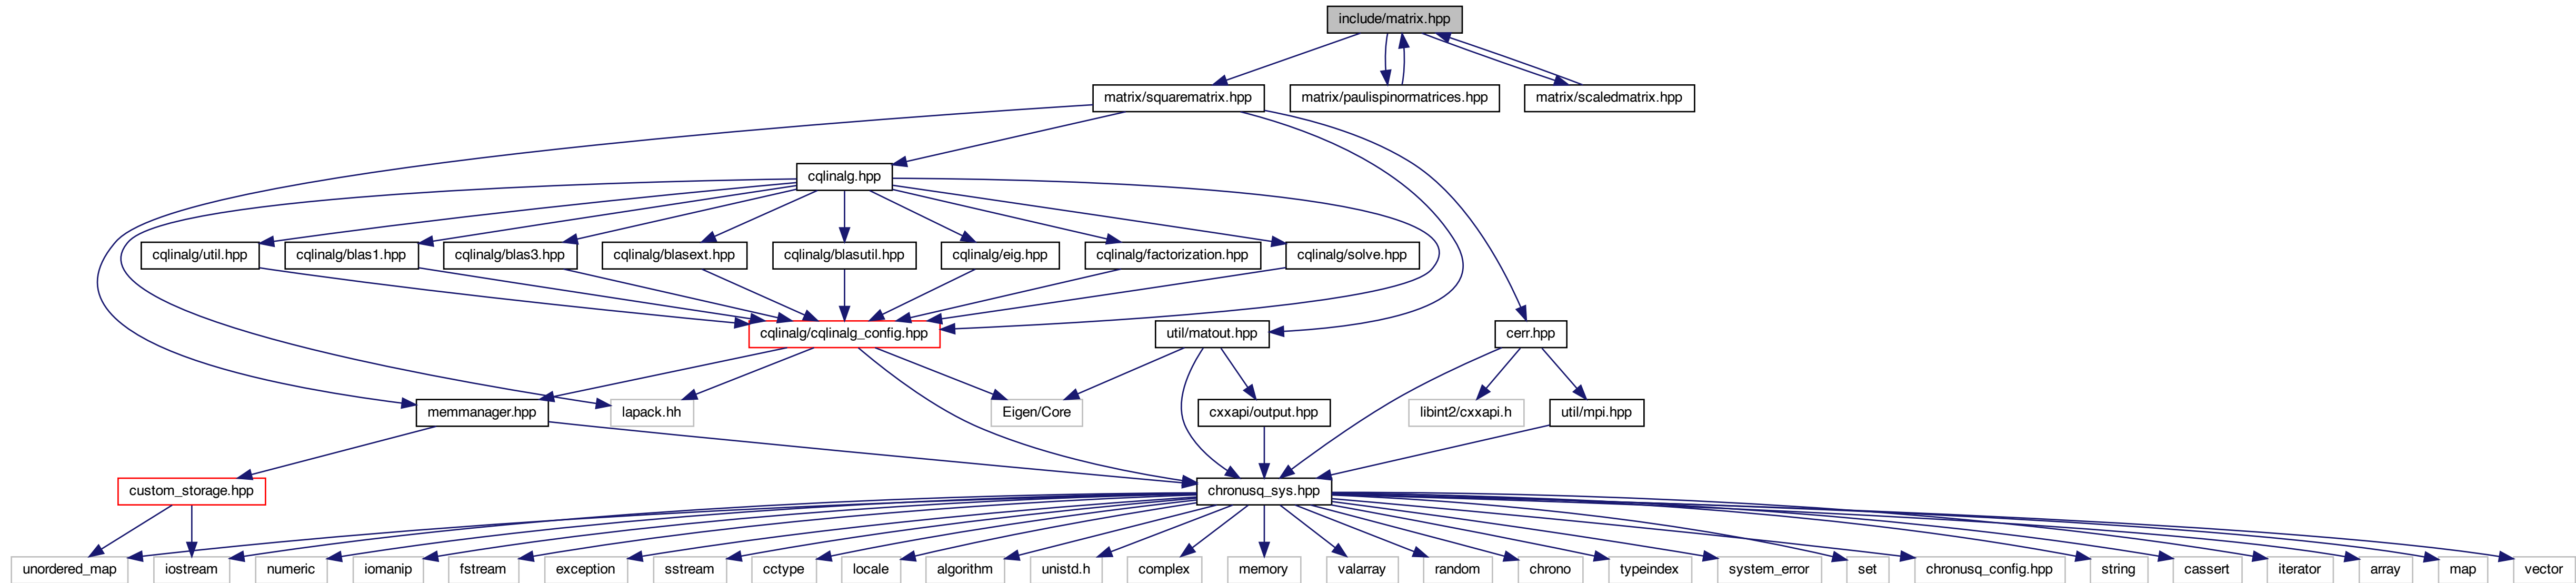 include/matrix.hpp
matrix/squarematrix.hpp
matrix/paulispinormatrices.hpp
matrix/scaledmatrix.hpp
cqlinalg.hpp
cqlinalg/util.hpp
cqlinalg/blas1.hpp
cqlinalg/blas3.hpp
cqlinalg/blasext.hpp
cqlinalg/blasutil.hpp
cqlinalg/eig.hpp
cqlinalg/factorization.hpp
cqlinalg/solve.hpp
cqlinalg/cqlinalg_config.hpp
util/matout.hpp
cerr.hpp
memmanager.hpp
lapack.hh
Eigen/Core
cxxapi/output.hpp
libint2/cxxapi.h
util/mpi.hpp
custom_storage.hpp
chronusq_sys.hpp
unordered_map
iostream
numeric
iomanip
fstream
exception
sstream
cctype
locale
algorithm
unistd.h
complex
memory
valarray
random
chrono
typeindex
system_error
set
chronusq_config.hpp
string
cassert
iterator
array
map
vector